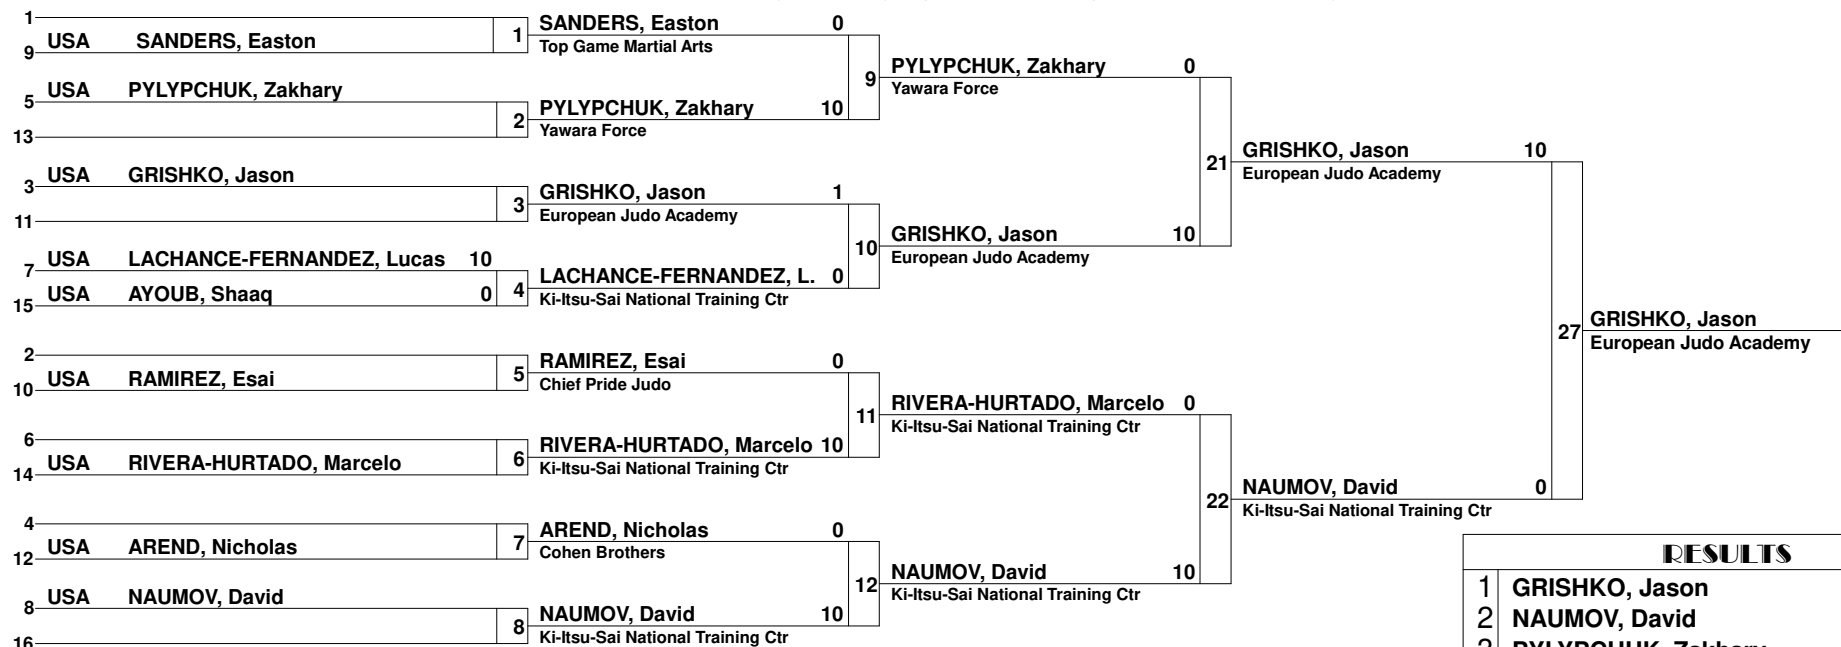 1
USA SANDERS, Easton
9
1
SANDERS, Easton 0
Top Game Martial Arts
5 USA PYLYPCHUK, Zakhary
13
2
PYLYPCHUK, Zakhary 10
Yawara Force
9
PYLYPCHUK, Zakhary 0
Yawara Force
3 USA GRISHKO, Jason
11
3
GRISHKO, Jason 1
European Judo Academy
7 USA LACHANCE-FERNANDEZ, Lucas 10
15 USA AYOUB, Shaaq 0
4
LACHANCE-FERNANDEZ, L. 0
Ki-Itsu-Sai National Training Ctr
10
GRISHKO, Jason 10
European Judo Academy
21
GRISHKO, Jason 10
European Judo Academy
2
10 USA RAMIREZ, Esai
5
RAMIREZ, Esai 0
Chief Pride Judo
6
14 USA RIVERA-HURTADO, Marcelo
6
RIVERA-HURTADO, Marcelo 10
Ki-Itsu-Sai National Training Ctr
11
RIVERA-HURTADO, Marcelo 0
Ki-Itsu-Sai National Training Ctr
4
12 USA AREND, Nicholas
7
AREND, Nicholas 0
Cohen Brothers
8 USA NAUMOV, David
16
8
NAUMOV, David 10
Ki-Itsu-Sai National Training Ctr
12
NAUMOV, David 10
Ki-Itsu-Sai National Training Ctr
22
NAUMOV, David 0
Ki-Itsu-Sai National Training Ctr
27
GRISHKO, Jason
European Judo Academy
RESULTS
1 GRISHKO, Jason
2 NAUMOV, David
3 PYLYPCHUK, Zakhary